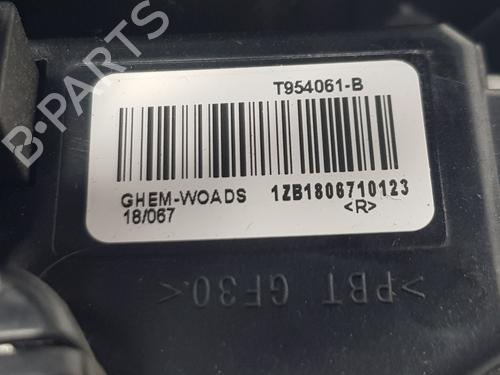 B-PARTS
T954061-B
GHEM-WOADS 1ZB1806710123
18/067 <R>
>PBT GF30<